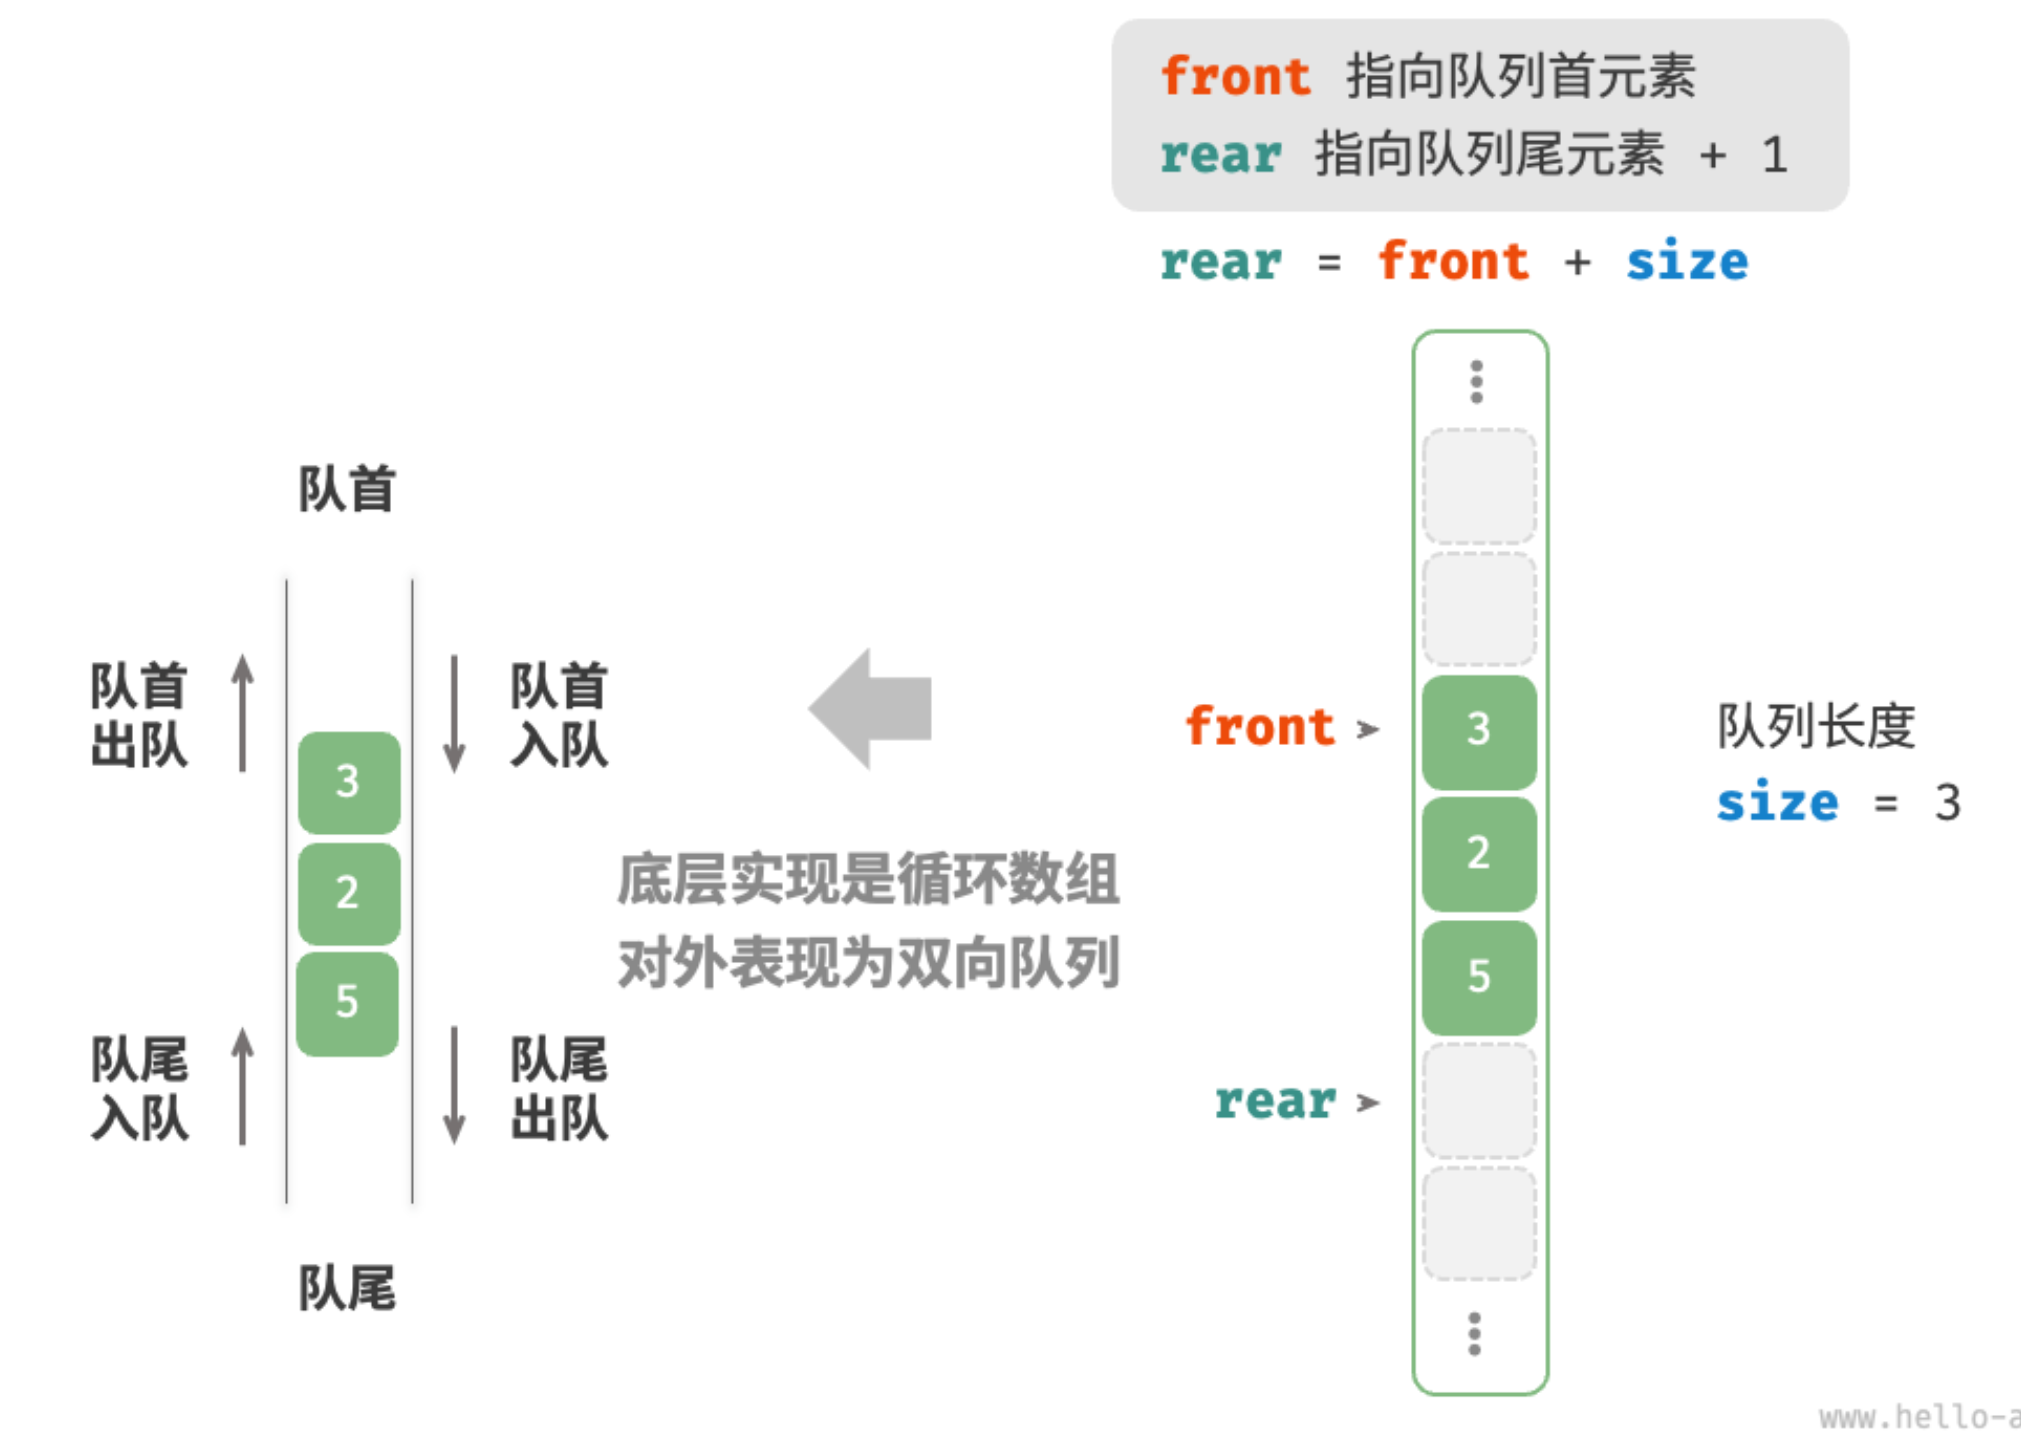 front 指向队列首元素
rear 指向队列尾元素 + 1
rear = front + size
队首
队首
出队
队首
入队
3
2
5
底层实现是循环数组
对外表现为双向队列
队尾
入队
队尾
出队
队尾
front
3
2
5
rear
队列长度
size = 3
www.hello-a